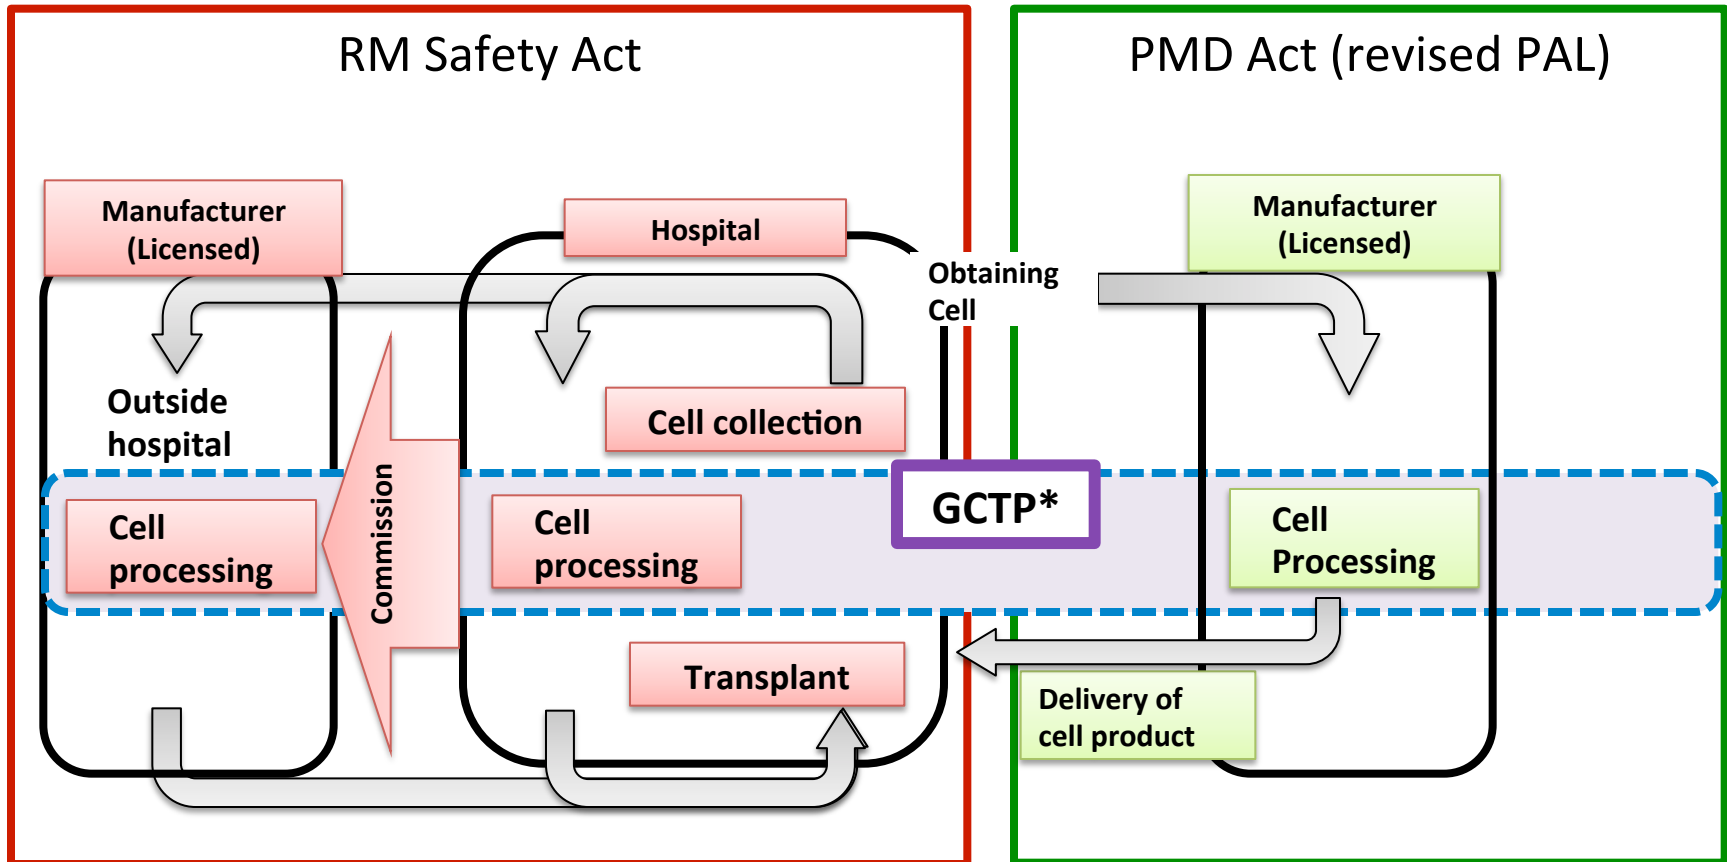 RM Safety Act
PMD Act (revised PAL)
Manufacturer
(Licensed)
Hospital
Obtaining
Cell
Manufacturer
(Licensed)
Outside
hospital
Cell collection
Commission
GCTP*
Cell
processing
Cell
processing
Cell
Processing
Transplant
Delivery of
cell product